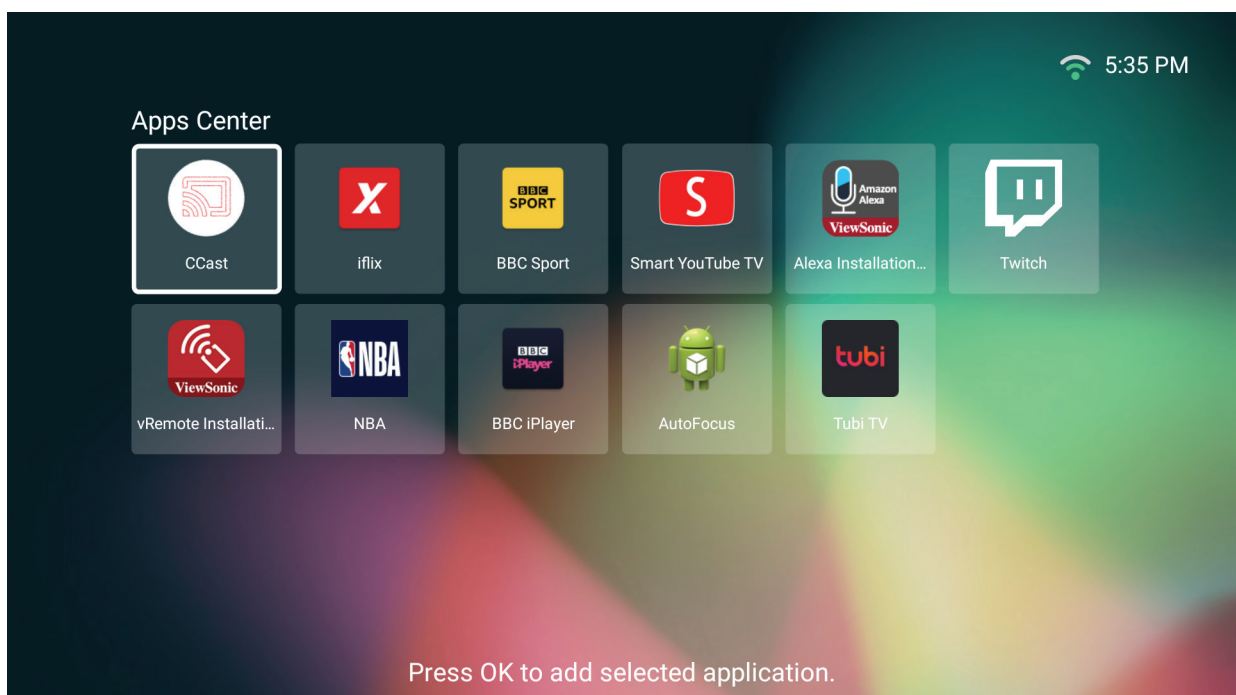 5:35 PM
Apps Center
BBC
SPORT
S
Amazon
Alexa
ViewSonic
CCast
iflix
BBC Sport
Smart YouTube TV
Alexa Installation...
Twitch
ViewSonic
NBA
BBC
iPlayer
tubi
vRemote Installati...
NBA
BBC iPlayer
AutoFocus
Tubi TV
Press OK to add selected application.